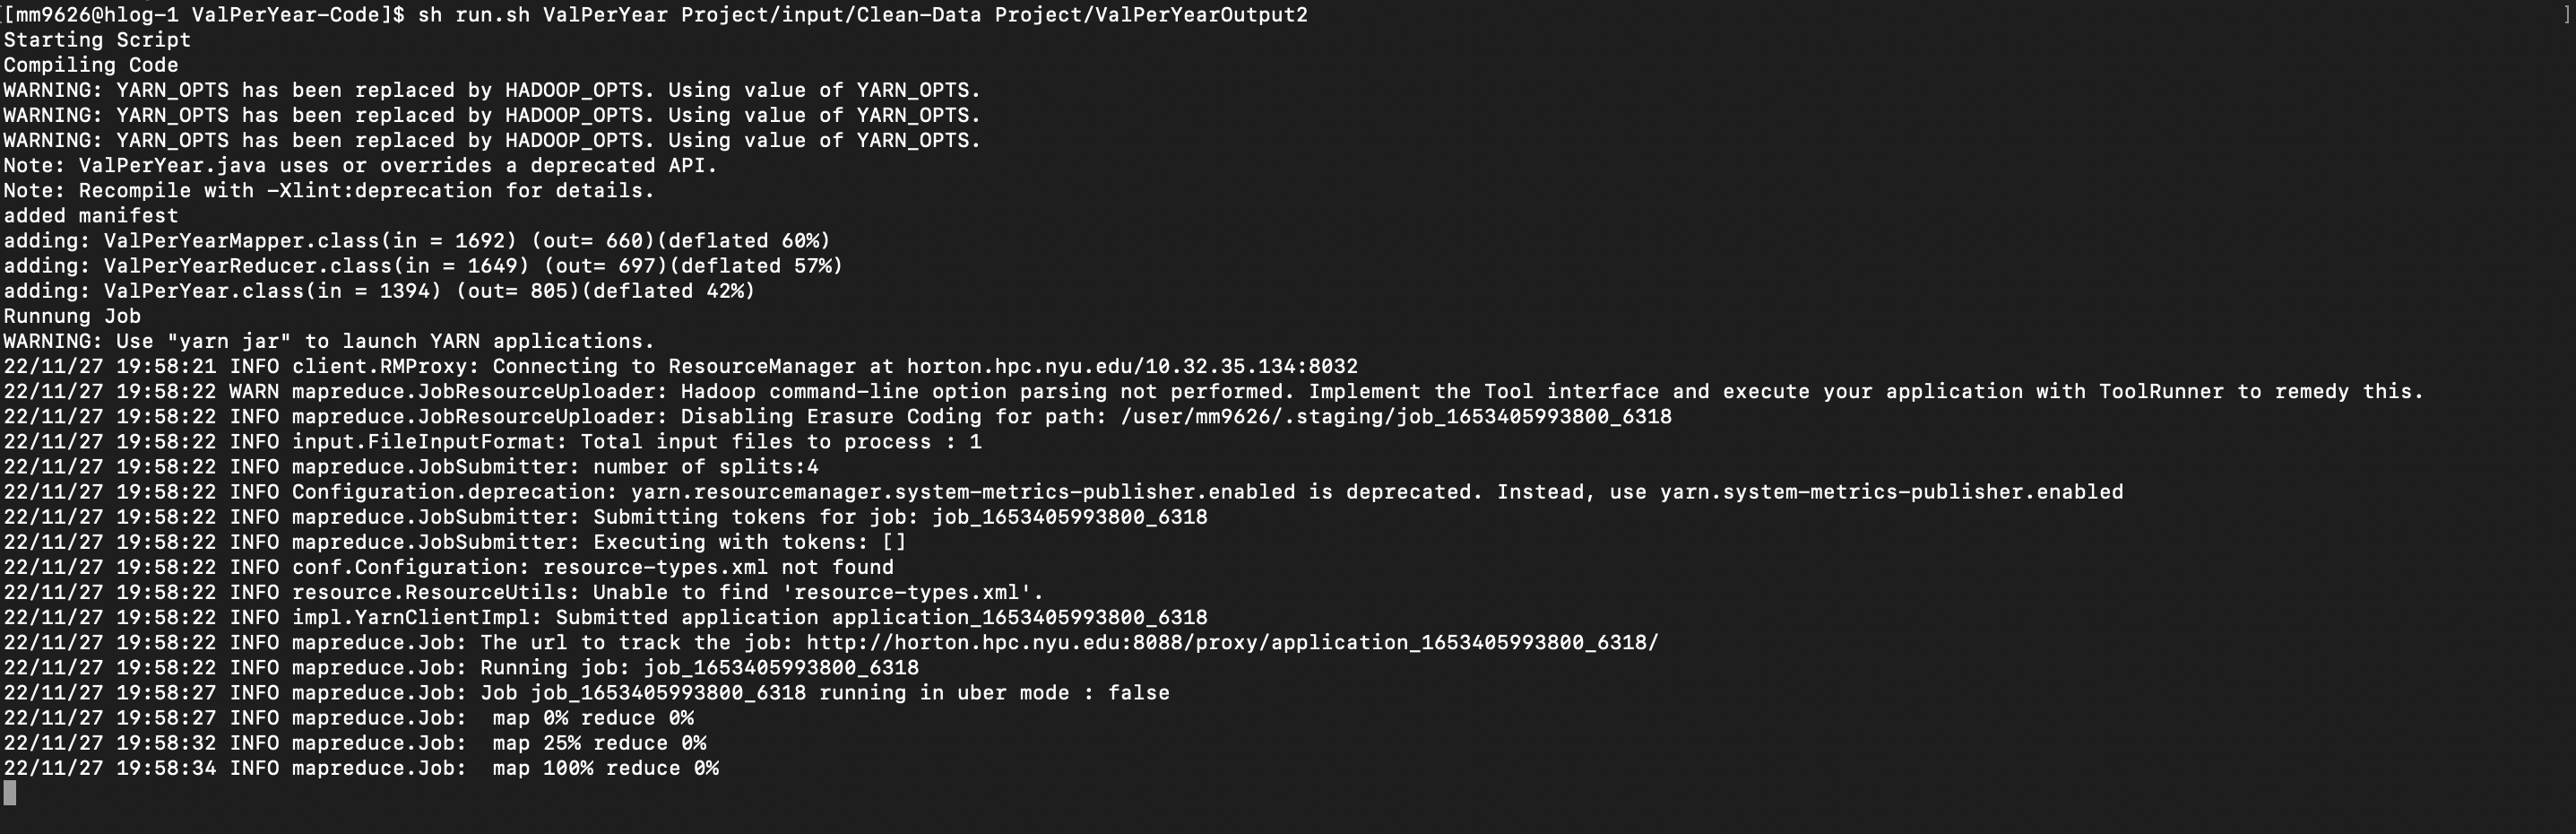 [mm9626@hlog-1 ValPerYear-Code]$ sh run.sh ValPerYear Project/input/Clean-Data Project/ValPerYearOutput2 ]
Starting Script
Compiling Code
WARNING: YARN_OPTS has been replaced by HADOOP_OPTS. Using value of YARN_OPTS.
WARNING: YARN_OPTS has been replaced by HADOOP_OPTS. Using value of YARN_OPTS.
WARNING: YARN_OPTS has been replaced by HADOOP_OPTS. Using value of YARN_OPTS.
Note: ValPerYear.java uses or overrides a deprecated API.
Note: Recompile with -Xlint:deprecation for details.
added manifest
adding: ValPerYearMapper.class(in = 1692) (out= 660)(deflated 60%)
adding: ValPerYearReducer.class(in = 1649) (out= 697)(deflated 57%)
adding: ValPerYear.class(in = 1394) (out= 805)(deflated 42%)
Runnung Job
WARNING: Use "yarn jar" to launch YARN applications.
22/11/27 19:58:21 INFO client.RMProxy: Connecting to ResourceManager at horton.hpc.nyu.edu/10.32.35.134:8032
22/11/27 19:58:22 WARN mapreduce.JobResourceUploader: Hadoop command-line option parsing not performed. Implement the Tool interface and execute your application with ToolRunner to remedy this.
22/11/27 19:58:22 INFO mapreduce.JobResourceUploader: Disabling Erasure Coding for path: /user/mm9626/.staging/job_1653405993800_6318
22/11/27 19:58:22 INFO input.FileInputFormat: Total input files to process : 1
22/11/27 19:58:22 INFO mapreduce.JobSubmitter: number of splits:4
22/11/27 19:58:22 INFO Configuration.deprecation: yarn.resourcemanager.system-metrics-publisher.enabled is deprecated. Instead, use yarn.system-metrics-publisher.enabled
22/11/27 19:58:22 INFO mapreduce.JobSubmitter: Submitting tokens for job: job_1653405993800_6318
22/11/27 19:58:22 INFO mapreduce.JobSubmitter: Executing with tokens: []
22/11/27 19:58:22 INFO conf.Configuration: resource-types.xml not found
22/11/27 19:58:22 INFO resource.ResourceUtils: Unable to find 'resource-types.xml'.
22/11/27 19:58:22 INFO impl.YarnClientImpl: Submitted application application_1653405993800_6318
22/11/27 19:58:22 INFO mapreduce.Job: The url to track the job: http://horton.hpc.nyu.edu:8088/proxy/application_1653405993800_6318/
22/11/27 19:58:22 INFO mapreduce.Job: Running job: job_1653405993800_6318
22/11/27 19:58:27 INFO mapreduce.Job: Job job_1653405993800_6318 running in uber mode : false
22/11/27 19:58:27 INFO mapreduce.Job:  map 0% reduce 0%
22/11/27 19:58:32 INFO mapreduce.Job:  map 25% reduce 0%
22/11/27 19:58:34 INFO mapreduce.Job:  map 100% reduce 0%